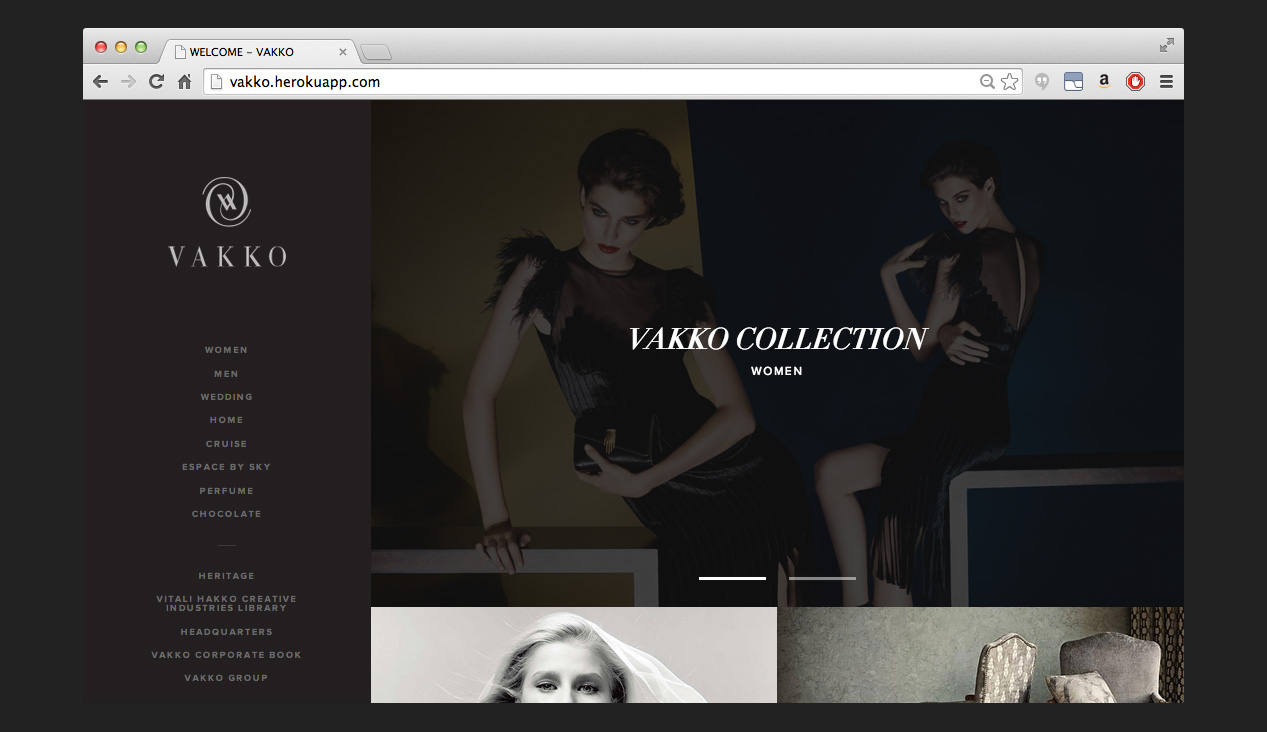 WELCOME – VAKKO
vakko.herokuapp.com
a
VAKKO
WOMEN
MEN
WEDDING
HOME
CRUISE
ESPACE BY SKY
PERFUME
CHOCOLATE
HERITAGE
VITALI HAKKO CREATIVE
INDUSTRIES LIBRARY
HEADQUARTERS
VAKKO CORPORATE BOOK
VAKKO GROUP
VAKKO COLLECTION
WOMEN